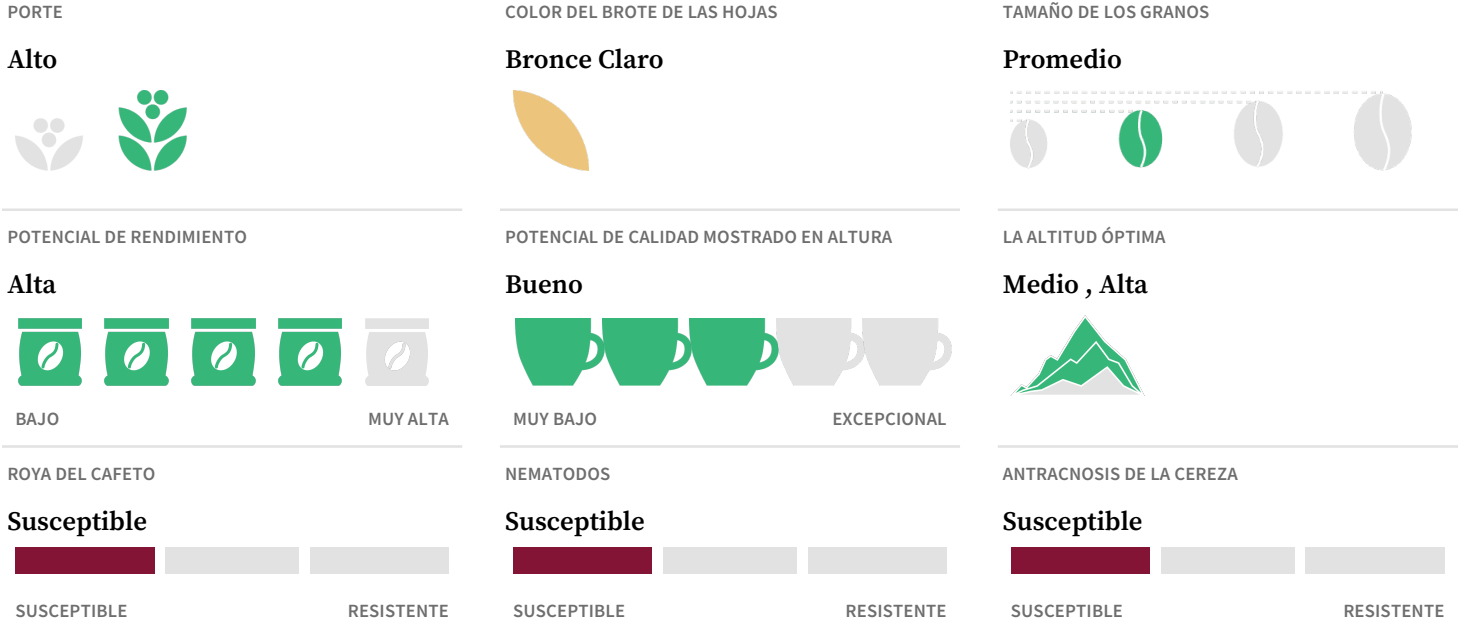 PORTE
Alto
COLOR DEL BROTE DE LAS HOJAS
Bronce Claro
TAMAÑO DE LOS GRANOS
Promedio
POTENCIAL DE RENDIMIENTO
Alta
BAJO
MUY ALTA
POTENCIAL DE CALIDAD MOSTRADO EN ALTURA
Bueno
MUY BAJO
EXCEPCIONAL
LA ALTITUD ÓPTIMA
Medio , Alta
ROYA DEL CAFETO
Susceptible
SUSCEPTIBLE
RESISTENTE
NEMATODOS
Susceptible
SUSCEPTIBLE
RESISTENTE
ANTRACNOSIS DE LA CEREZA
Susceptible
SUSCEPTIBLE
RESISTENTE